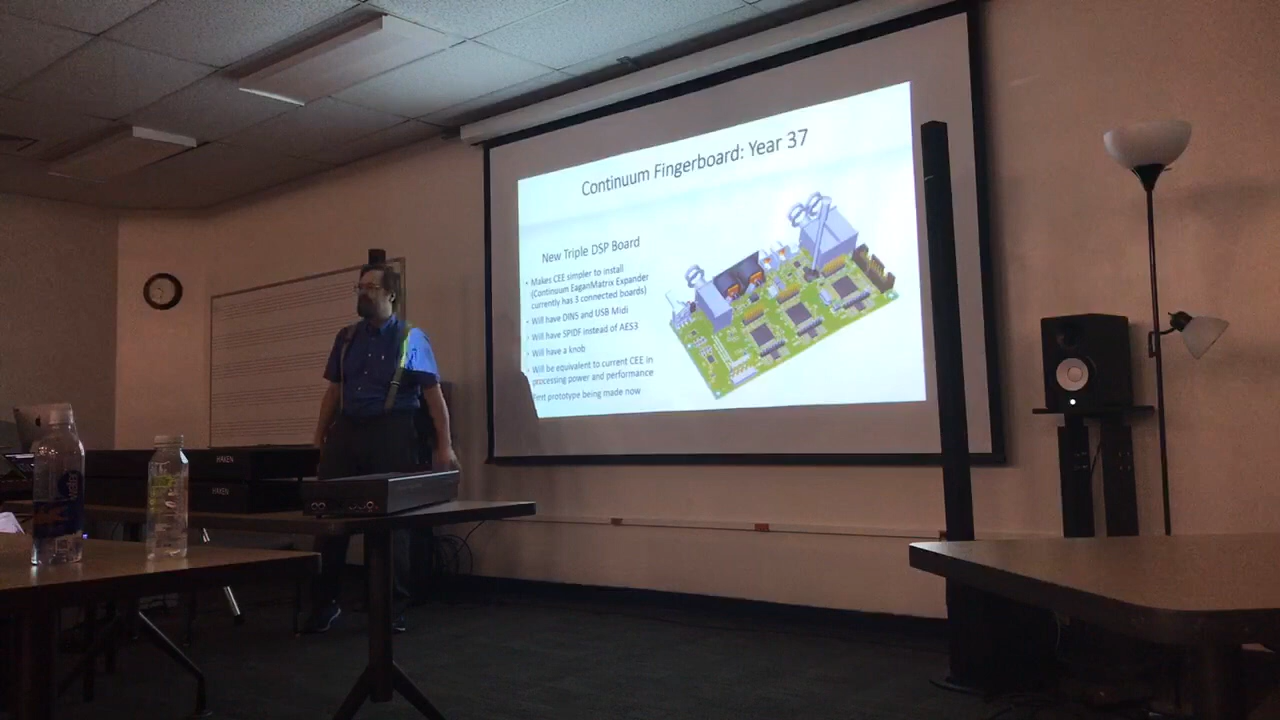 Continuum Fingerboard: Year 37
New Triple DSP Board
• Makes CEE simpler to install
(Continuum EaganMatrix Expander
currently has 3 connected boards)
• Will have DIN5 and USB Midi
• Will have SPIDF instead of AES3
• Will have a knob
• Will be equivalent to current CEE in
processing power and performance
First prototype being made now
HAKEN
HAKEN